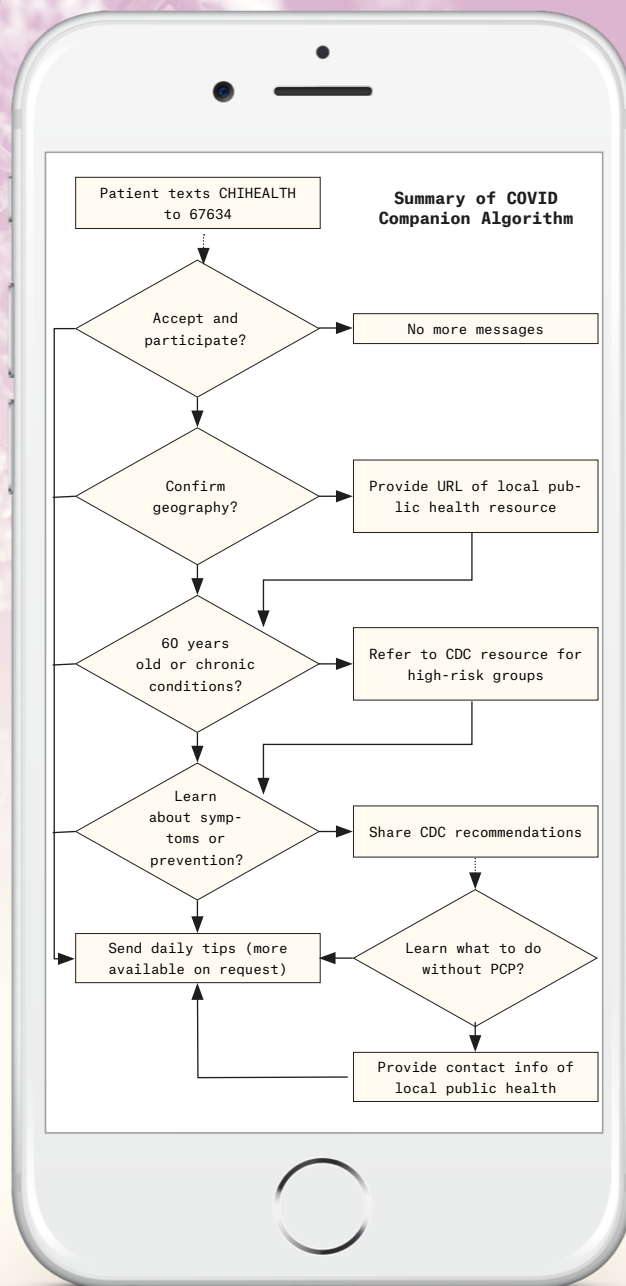 Patient texts CHIHEALTH
to 67634
Summary of COVID
Companion Algorithm
Accept and
participate?
No more messages
Confirm
geography?
Provide URL of local pub-
lic health resource
60 years
old or chronic
conditions?
Refer to CDC resource for
high-risk groups
Learn
about symp-
toms or
prevention?
Share CDC recommendations
Send daily tips (more
available on request)
Learn what to do
without PCP?
Provide contact info of
local public health